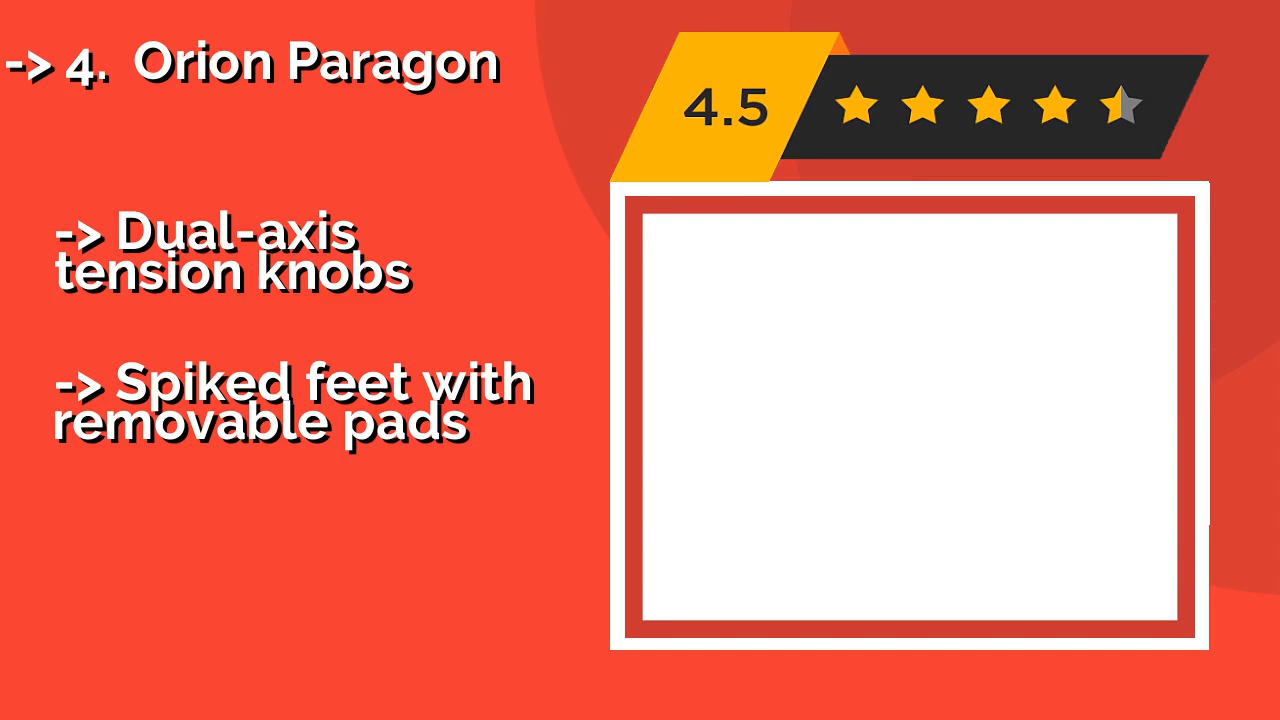 -> 4.  Orion Paragon
4.5
-> Dual-axis
tension knobs
-> Spiked feet with
removable pads